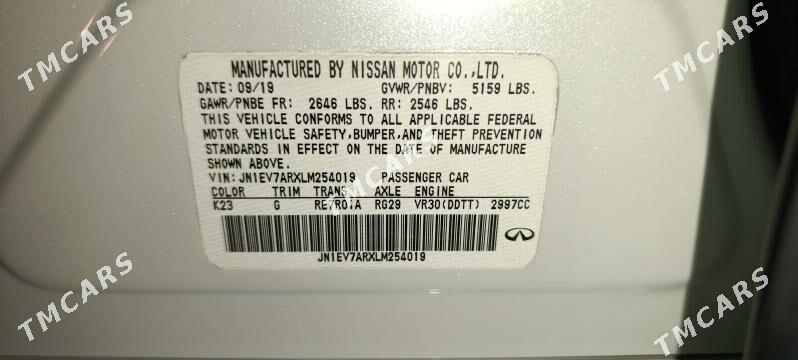 MANUFACTURED BY NISSAN MOTOR CO.,LTD.
DATE: 09/19 GVWR/PNBV: 5159 LBS.
GAWR/PNBE FR: 2646 LBS. RR: 2546 LBS.
THIS VEHICLE CONFORMS TO ALL APPLICABLE FEDERAL
MOTOR VEHICLE SAFETY,BUMPER,AND THEFT PREVENTION
STANDARDS IN EFFECT ON THE DATE OF MANUFACTURE
SHOWN ABOVE.
VIN: JN1EV7ARXLM254019 PASSENGER CAR
COLOR TRIM TRANS AXLE ENGINE
K23 G RE7R01A RG29 VR30(DDTT) 2997CC
JN1EV7ARXLM254019
TMCARS
TMCARS
TMCARS
TMCARS
TMCARS